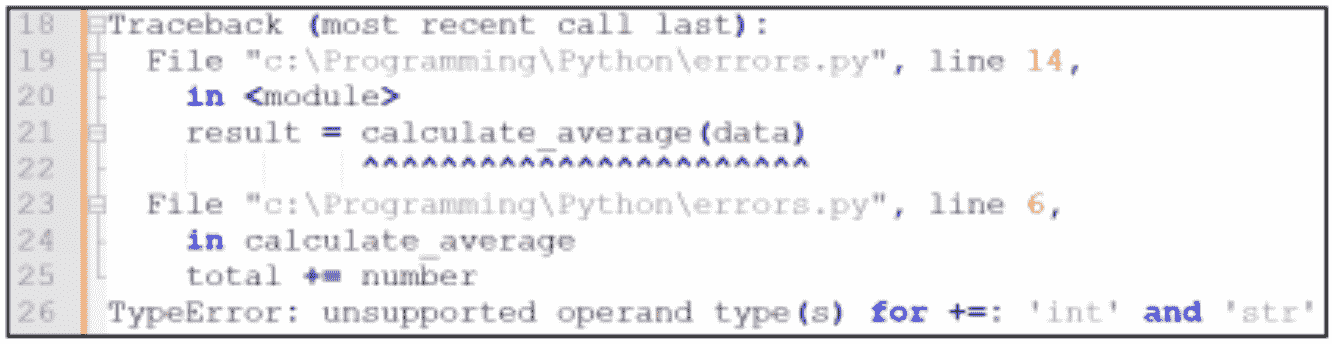 18 Traceback (most recent call last):
19   File "c:\Programming\Python\errors.py", line 14,
20     in <module>
21     result = calculate_average(data)
22              ^^^^^^^^^^^^^^^^^^^^^^^
23   File "c:\Programming\Python\errors.py", line 6,
24     in calculate_average
25     total += number
26 TypeError: unsupported operand type(s) for +=: 'int' and 'str'